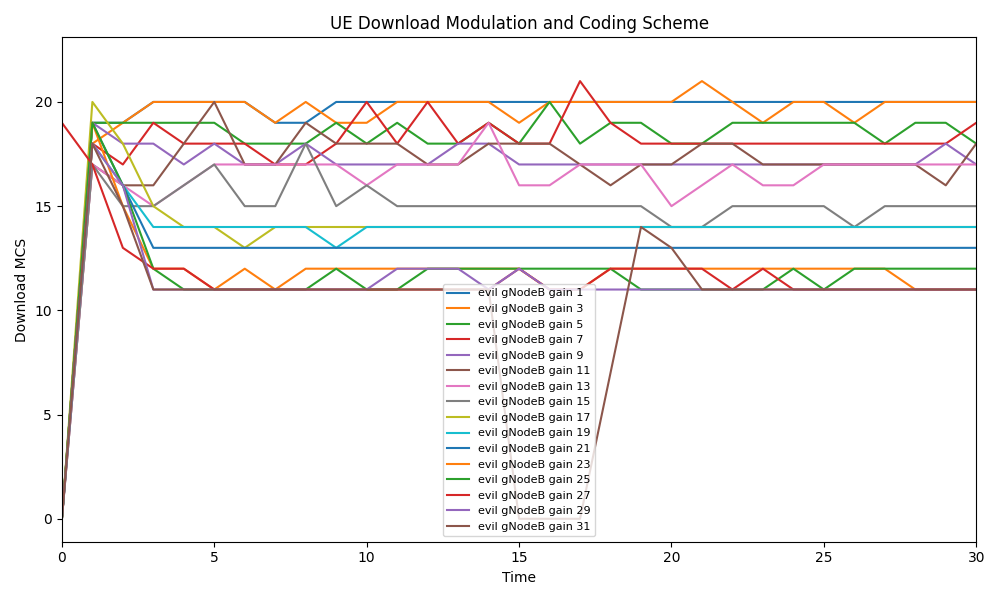 UE Download Modulation and Coding Scheme
Download MCS
20
15
10
5
0
evil gNodeB gain 1
evil gNodeB gain 3
evil gNodeB gain 5
evil gNodeB gain 7
evil gNodeB gain 9
evil gNodeB gain 11
evil gNodeB gain 13
evil gNodeB gain 15
evil gNodeB gain 17
evil gNodeB gain 19
evil gNodeB gain 21
evil gNodeB gain 23
evil gNodeB gain 25
evil gNodeB gain 27
evil gNodeB gain 29
evil gNodeB gain 31
0 5 10 15 20 25 30
Time